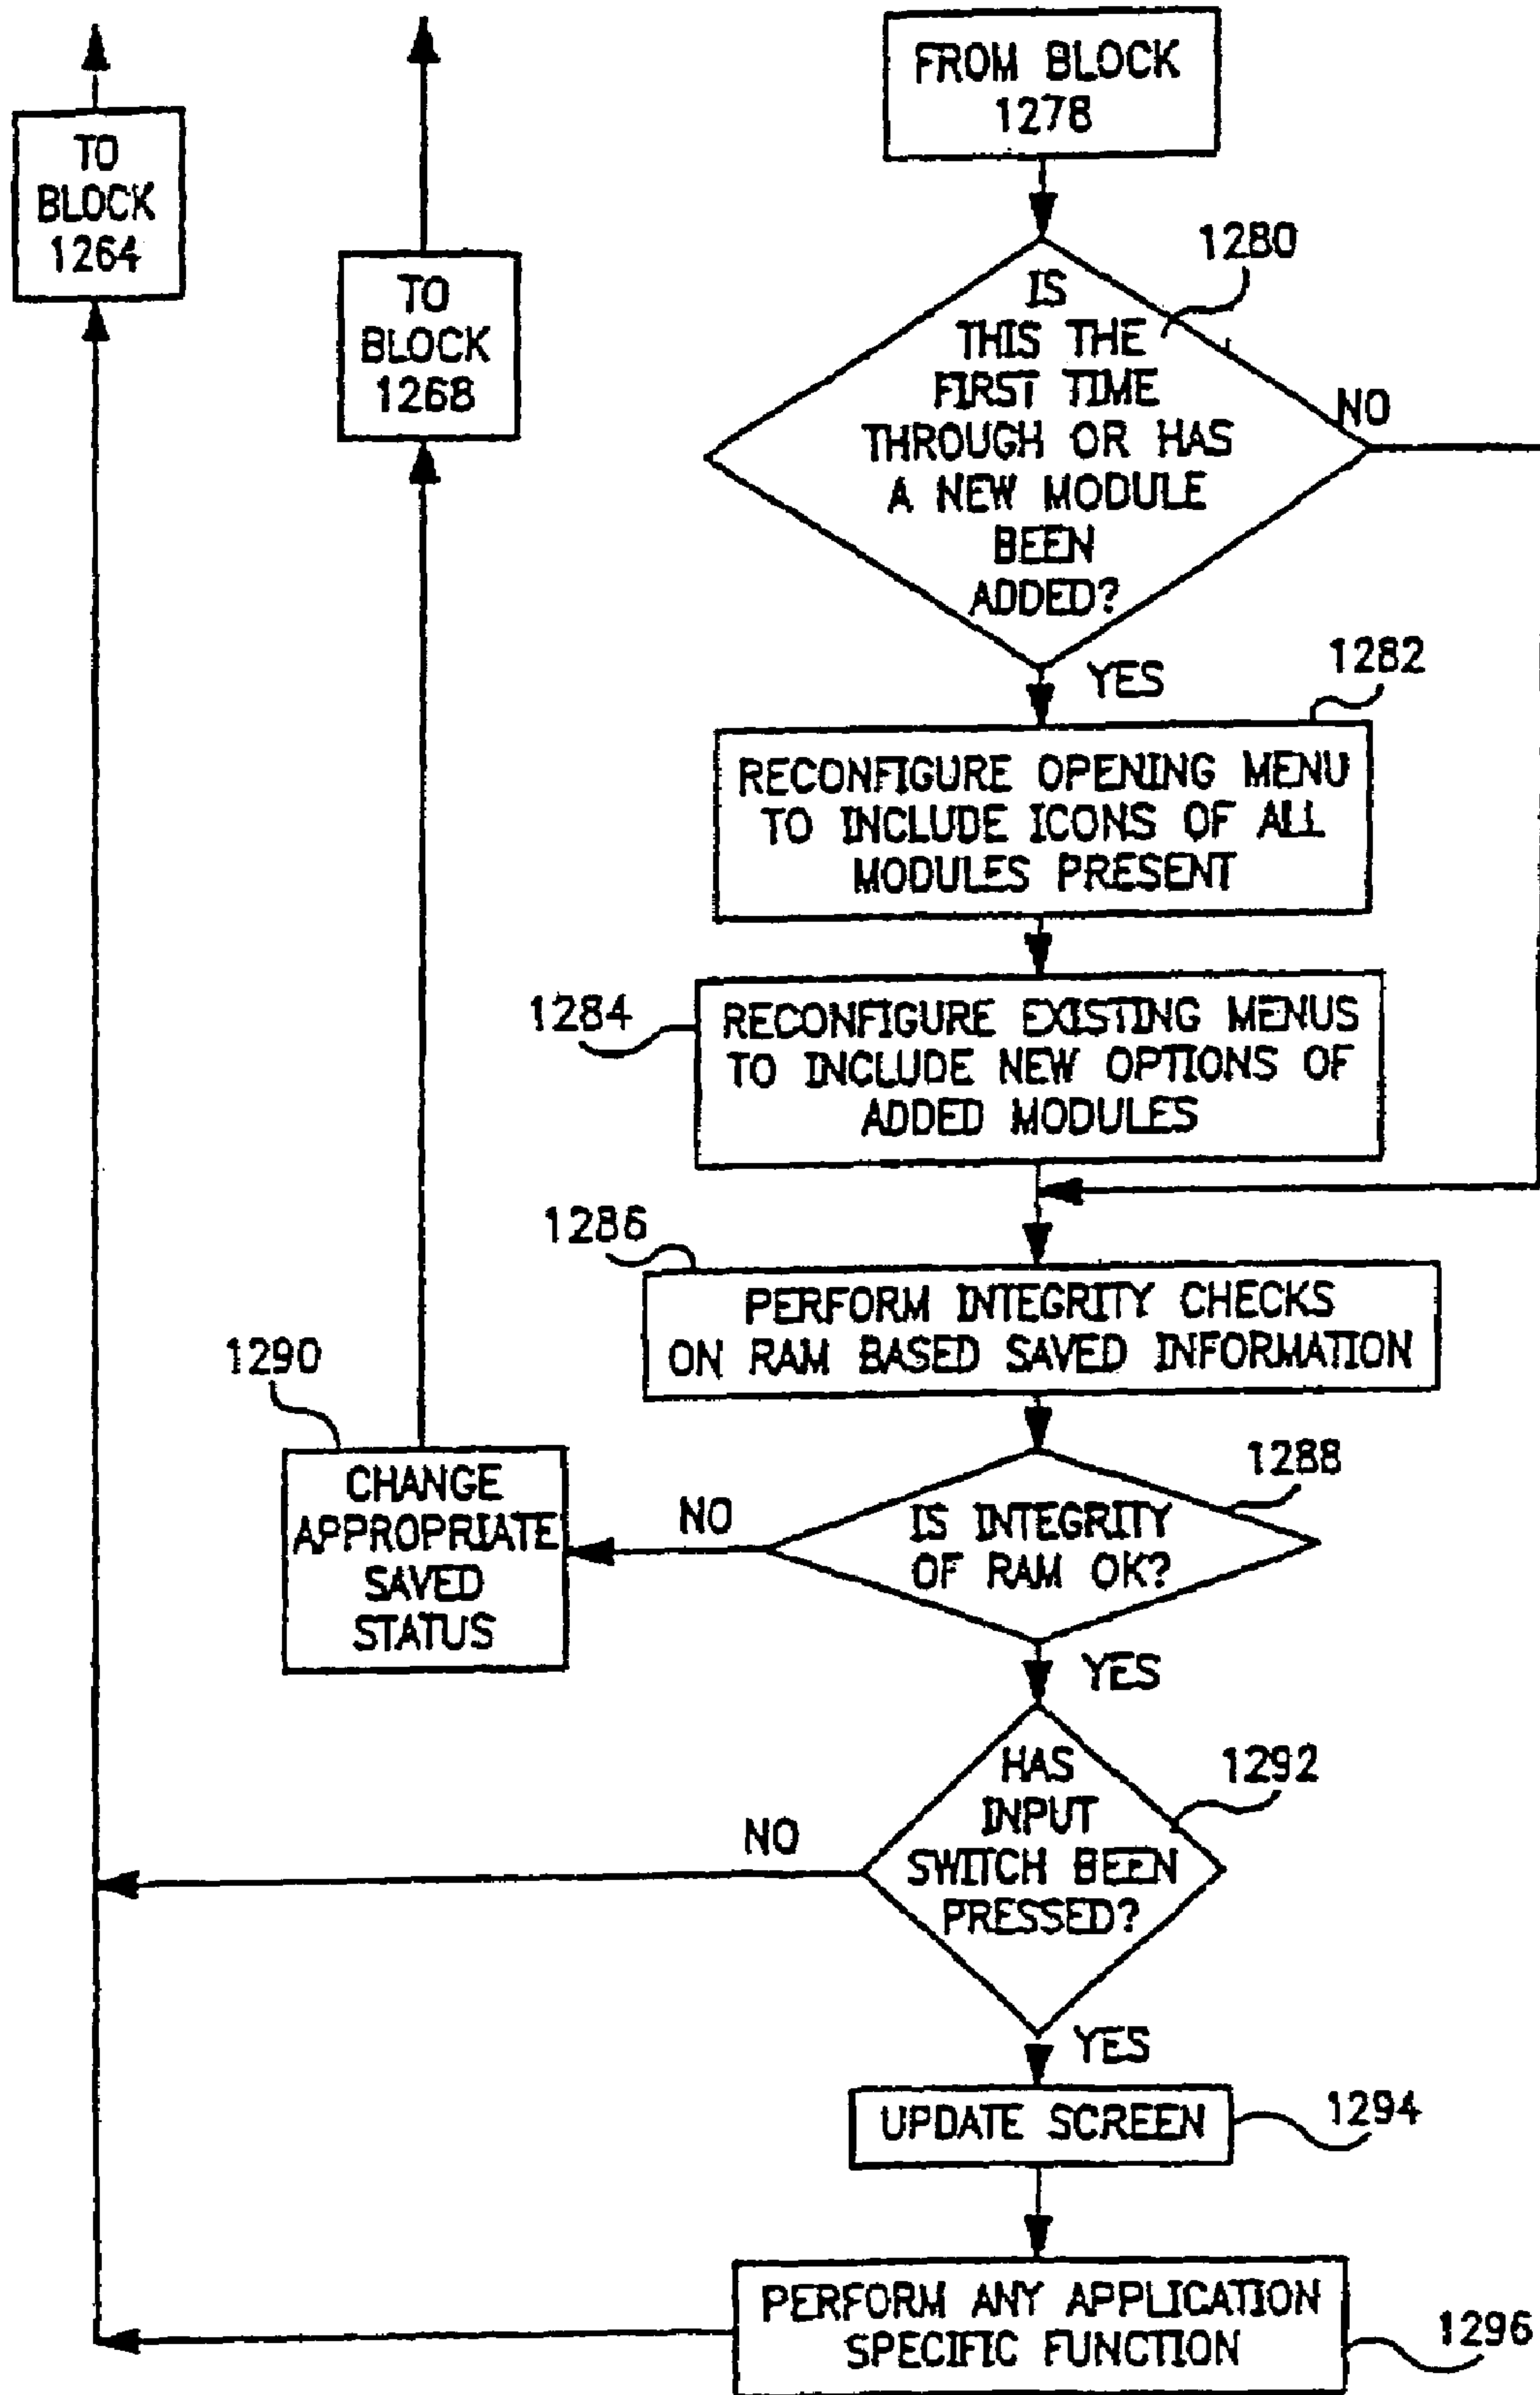 FROM BLOCK
1278
TO
BLOCK
1264
TO
BLOCK
1268
1280
IS
THIS THE
FIRST TIME
THROUGH OR HAS
A NEW MODULE
BEEN
ADDED?
NO
YES
1282
RECONFIGURE OPENING MENU
TO INCLUDE ICONS OF ALL
MODULES PRESENT
1284
RECONFIGURE EXISTING MENUS
TO INCLUDE NEW OPTIONS OF
ADDED MODULES
1286
PERFORM INTEGRITY CHECKS
ON RAM BASED SAVED INFORMATION
1290
CHANGE
APPROPRIATE
SAVED
STATUS
NO
1288
IS INTEGRITY
OF RAM OK?
YES
1292
HAS
INPUT
SWITCH BEEN
PRESSED?
NO
YES
UPDATE SCREEN
1294
PERFORM ANY APPLICATION
SPECIFIC FUNCTION
1296